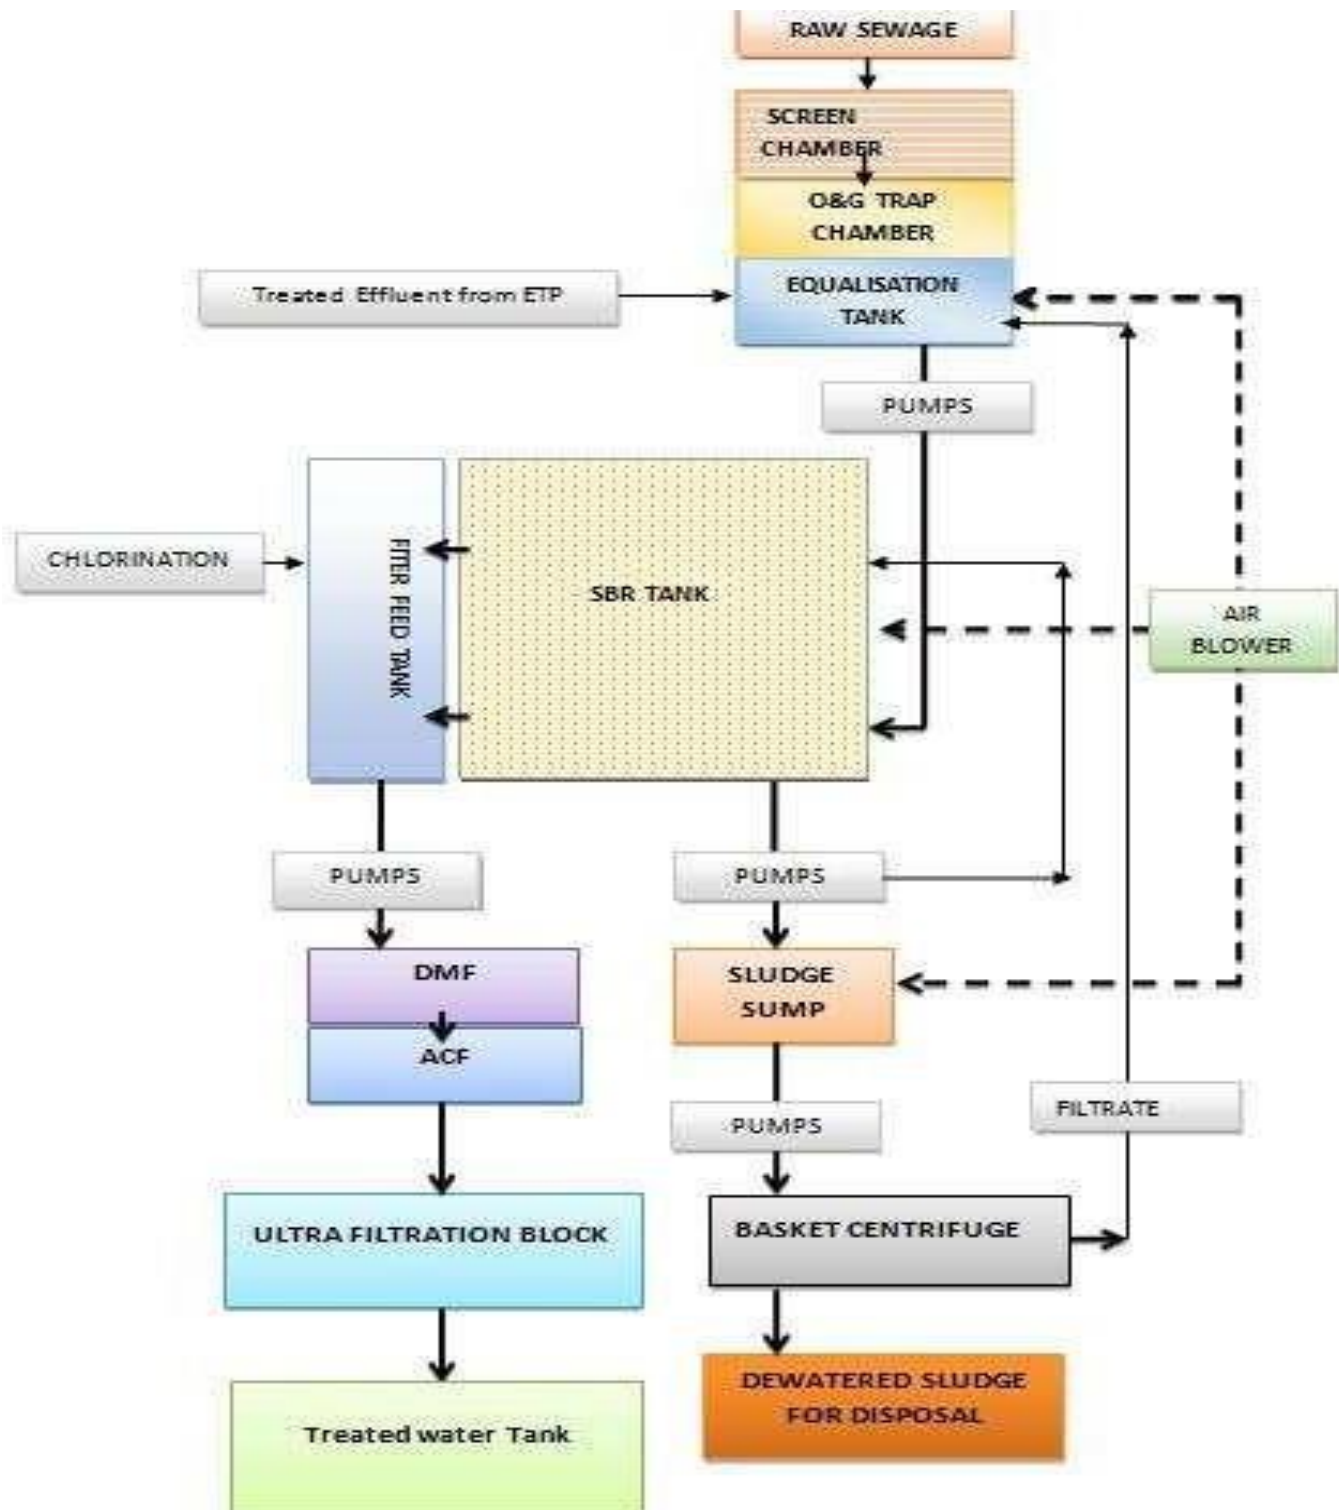 RAW SEWAGE
SCREEN
CHAMBER
O&G TRAP
CHAMBER
Treated Effluent from ETP
EQUALISATION
TANK
PUMPS
CHLORINATION
FITER FEED TANK
SBR TANK
AIR
BLOWER
PUMPS
PUMPS
DMF
SLUDGE
SUMP
ACF
PUMPS
FILTRATE
ULTRA FILTRATION BLOCK
BASKET CENTRIFUGE
DEWATERED SLUDGE
FOR DISPOSAL
Treated water Tank